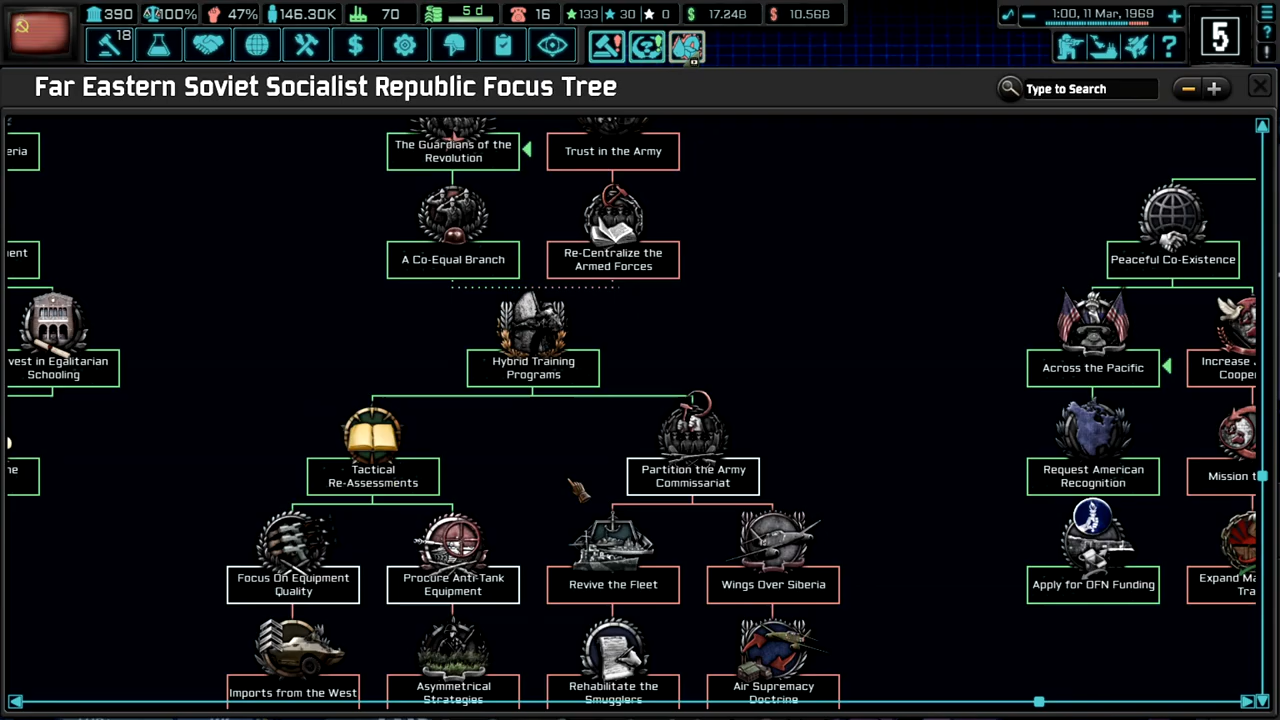 390 100% 47% 146.30K 70 5 d 16 133 30 0 $ 17.24B $ 10.56B 1:00, 11 Mar, 1969
18 $ ? 5 ?
Far Eastern Soviet Socialist Republic Focus Tree
Type to Search
eria
The Guardians of the
Revolution
Trust in the Army
ent
A Co-Equal Branch
Re-Centralize the
Armed Forces
Peaceful Co-Existence
vest in Egalitarian
Schooling
Hybrid Training
Programs
Across the Pacific
Increase
Cooper
ne
Tactical
Re-Assessments
Partition the Army
Commissariat
Request American
Recognition
Mission t
Focus On Equipment
Quality
Procure Anti-Tank
Equipment
Revive the Fleet
Wings Over Siberia
Apply for OFN Funding
Expand Ma
Tra
Imports from the West
Asymmetrical
Strategies
Rehabilitate the
Smugglers
Air Supremacy
Doctrine